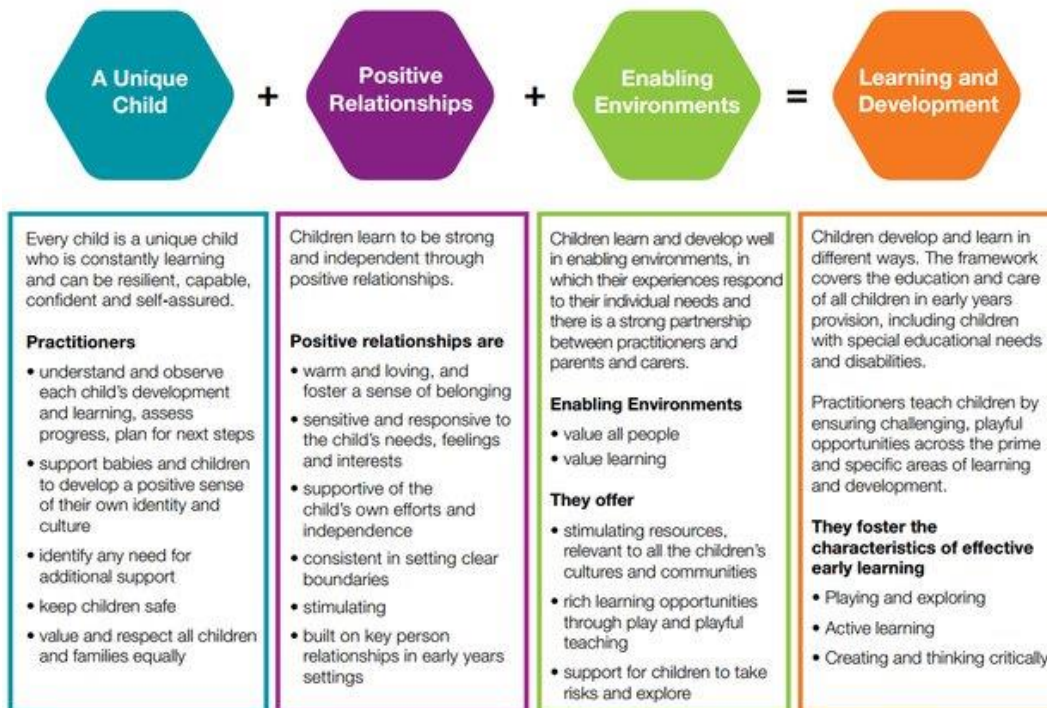 A Unique
Child
+
Positive
Relationships
+
Enabling
Environments
=
Learning and
Development
Every child is a unique child
who is constantly learning
and can be resilient, capable,
confident and self-assured.
Practitioners
• understand and observe
each child's development
and learning, assess
progress, plan for next steps
• support babies and children
to develop a positive sense
of their own identity and
culture
• identify any need for
additional support
• keep children safe
• value and respect all children
and families equally
Children learn to be strong
and independent through
positive relationships.
Positive relationships are
• warm and loving, and
foster a sense of belonging
• sensitive and responsive to
the child's needs, feelings
and interests
• supportive of the
child's own efforts and
independence
• consistent in setting clear
boundaries
• stimulating
• built on key person
relationships in early years
settings
Children learn and develop well
in enabling environments, in
which their experiences respond
to their individual needs and
there is a strong partnership
between practitioners and
parents and carers.
Enabling Environments
• value all people
• value learning
They offer
• stimulating resources,
relevant to all the children's
cultures and communities
• rich learning opportunities
through play and playful
teaching
• support for children to take
risks and explore
Children develop and learn in
different ways. The framework
covers the education and care
of all children in early years
provision, including children
with special educational needs
and disabilities.
Practitioners teach children by
ensuring challenging, playful
opportunities across the prime
and specific areas of learning
and development.
They foster the
characteristics of effective
early learning
• Playing and exploring
• Active learning
• Creating and thinking critically